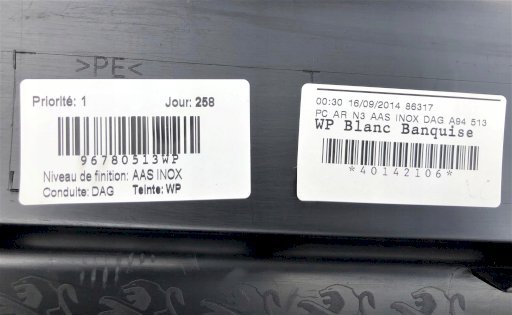 >PE<
Priorité: 1 Jour: 258
96780513WP
Niveau de finition: AAS INOX
Conduite: DAG Teinte: WP
00:30 16/09/2014 86317
PC AR N3 AAS INOX DAG A94 513
WP Blanc Banquise
*40142106*